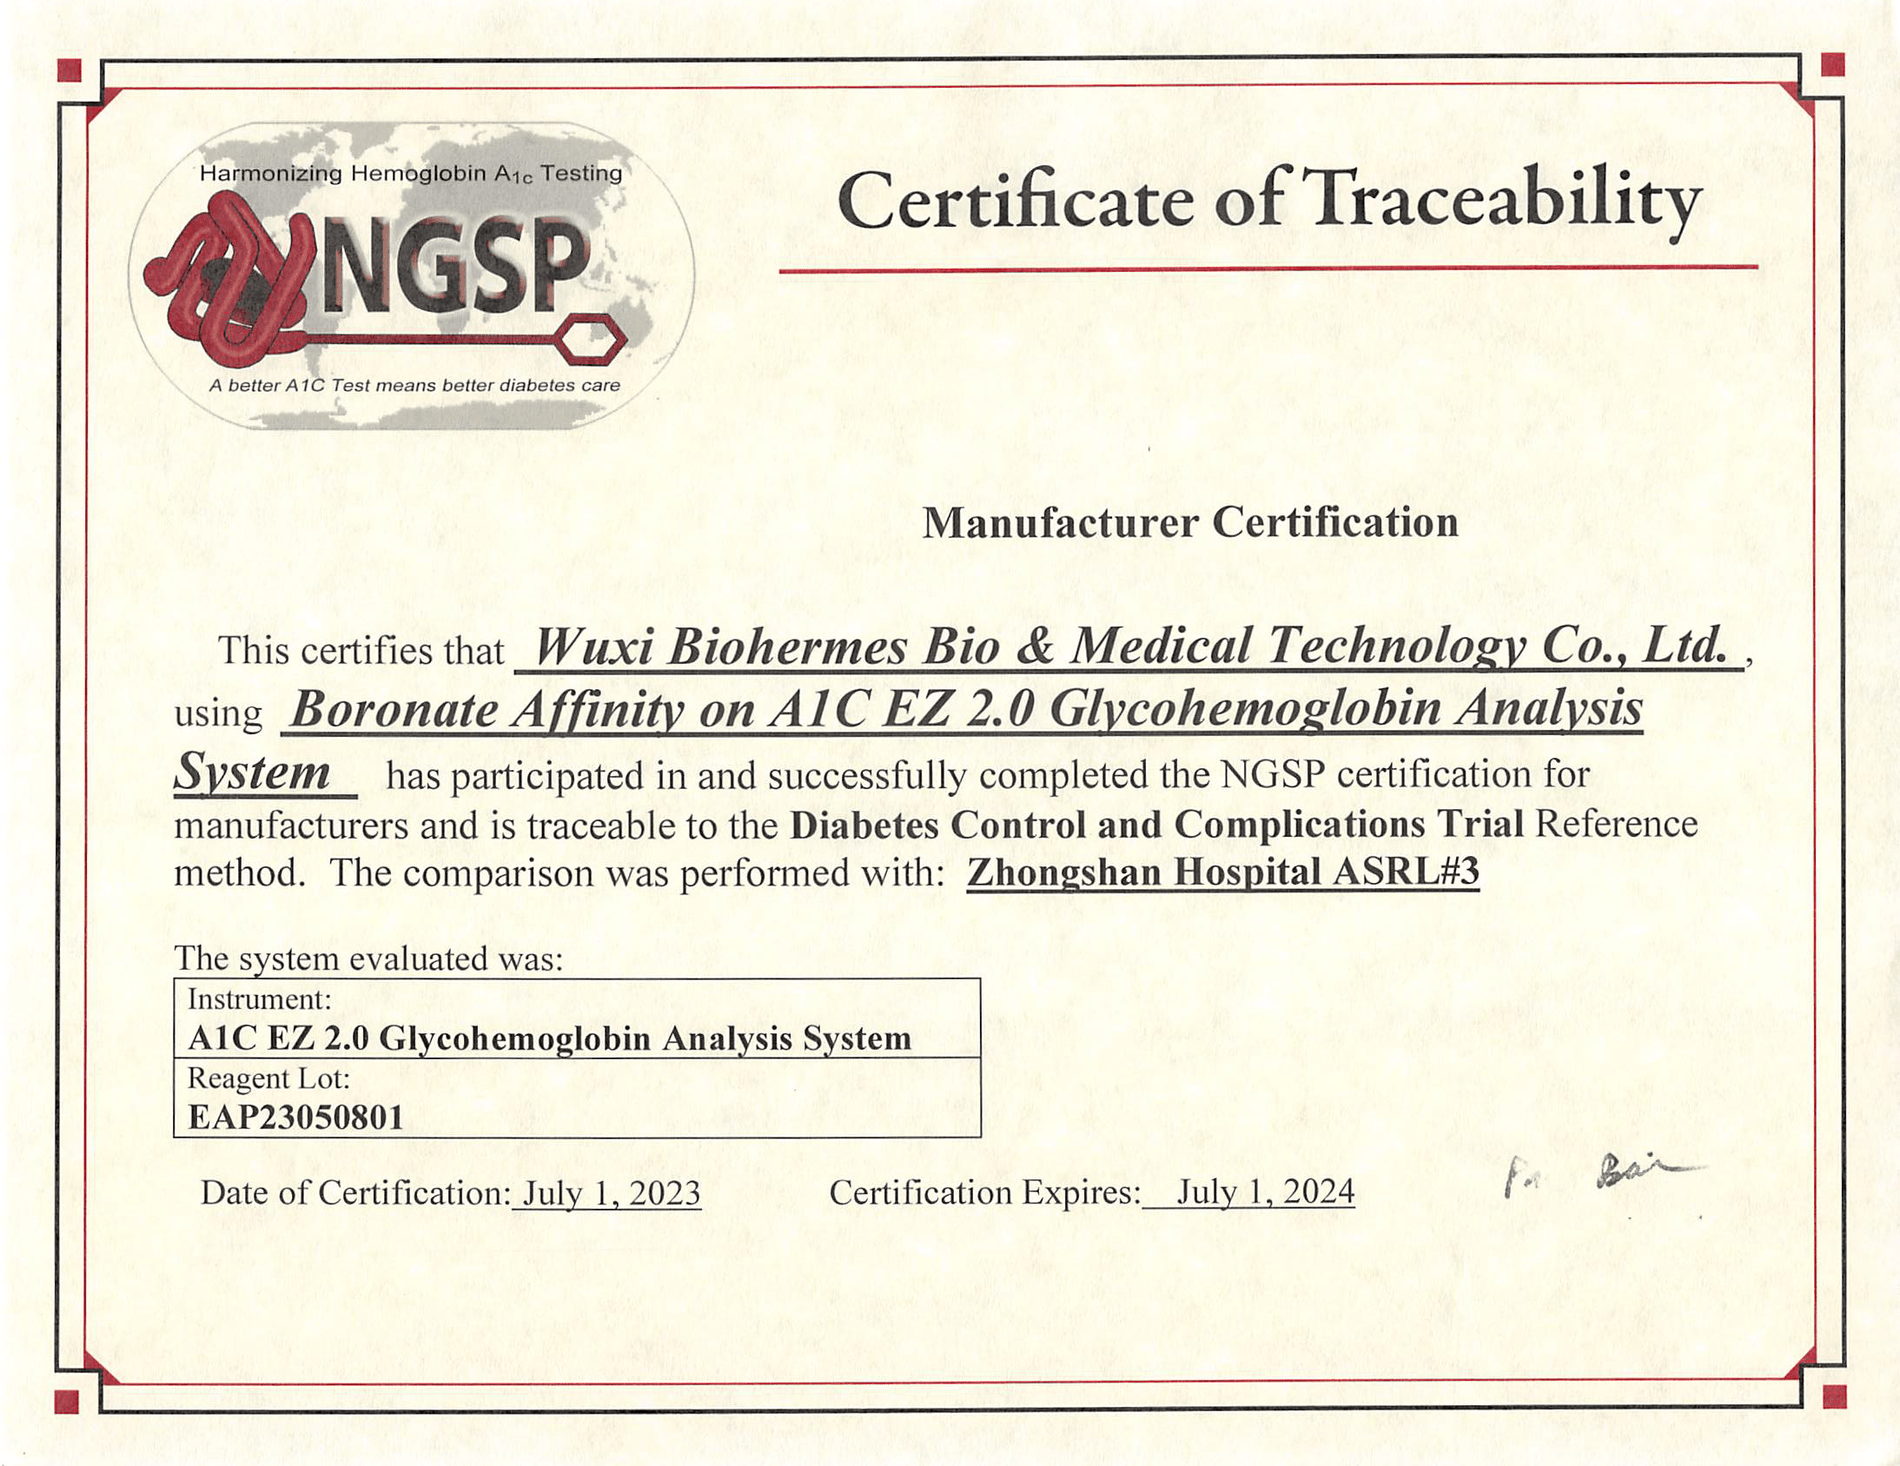 Harmonizing Hemoglobin A1c Testing
NGSP
A better A1C Test means better diabetes care
Certificate of Traceability
Manufacturer Certification
This certifies that Wuxi Biohermes Bio & Medical Technology Co., Ltd. ,
using Boronate Affinity on A1C EZ 2.0 Glycohemoglobin Analysis
System has participated in and successfully completed the NGSP certification for
manufacturers and is traceable to the Diabetes Control and Complications Trial Reference
method. The comparison was performed with: Zhongshan Hospital ASRL#3
The system evaluated was:
Instrument:
A1C EZ 2.0 Glycohemoglobin Analysis System
Reagent Lot:
EAP23050801
Date of Certification: July 1, 2023 Certification Expires: July 1, 2024